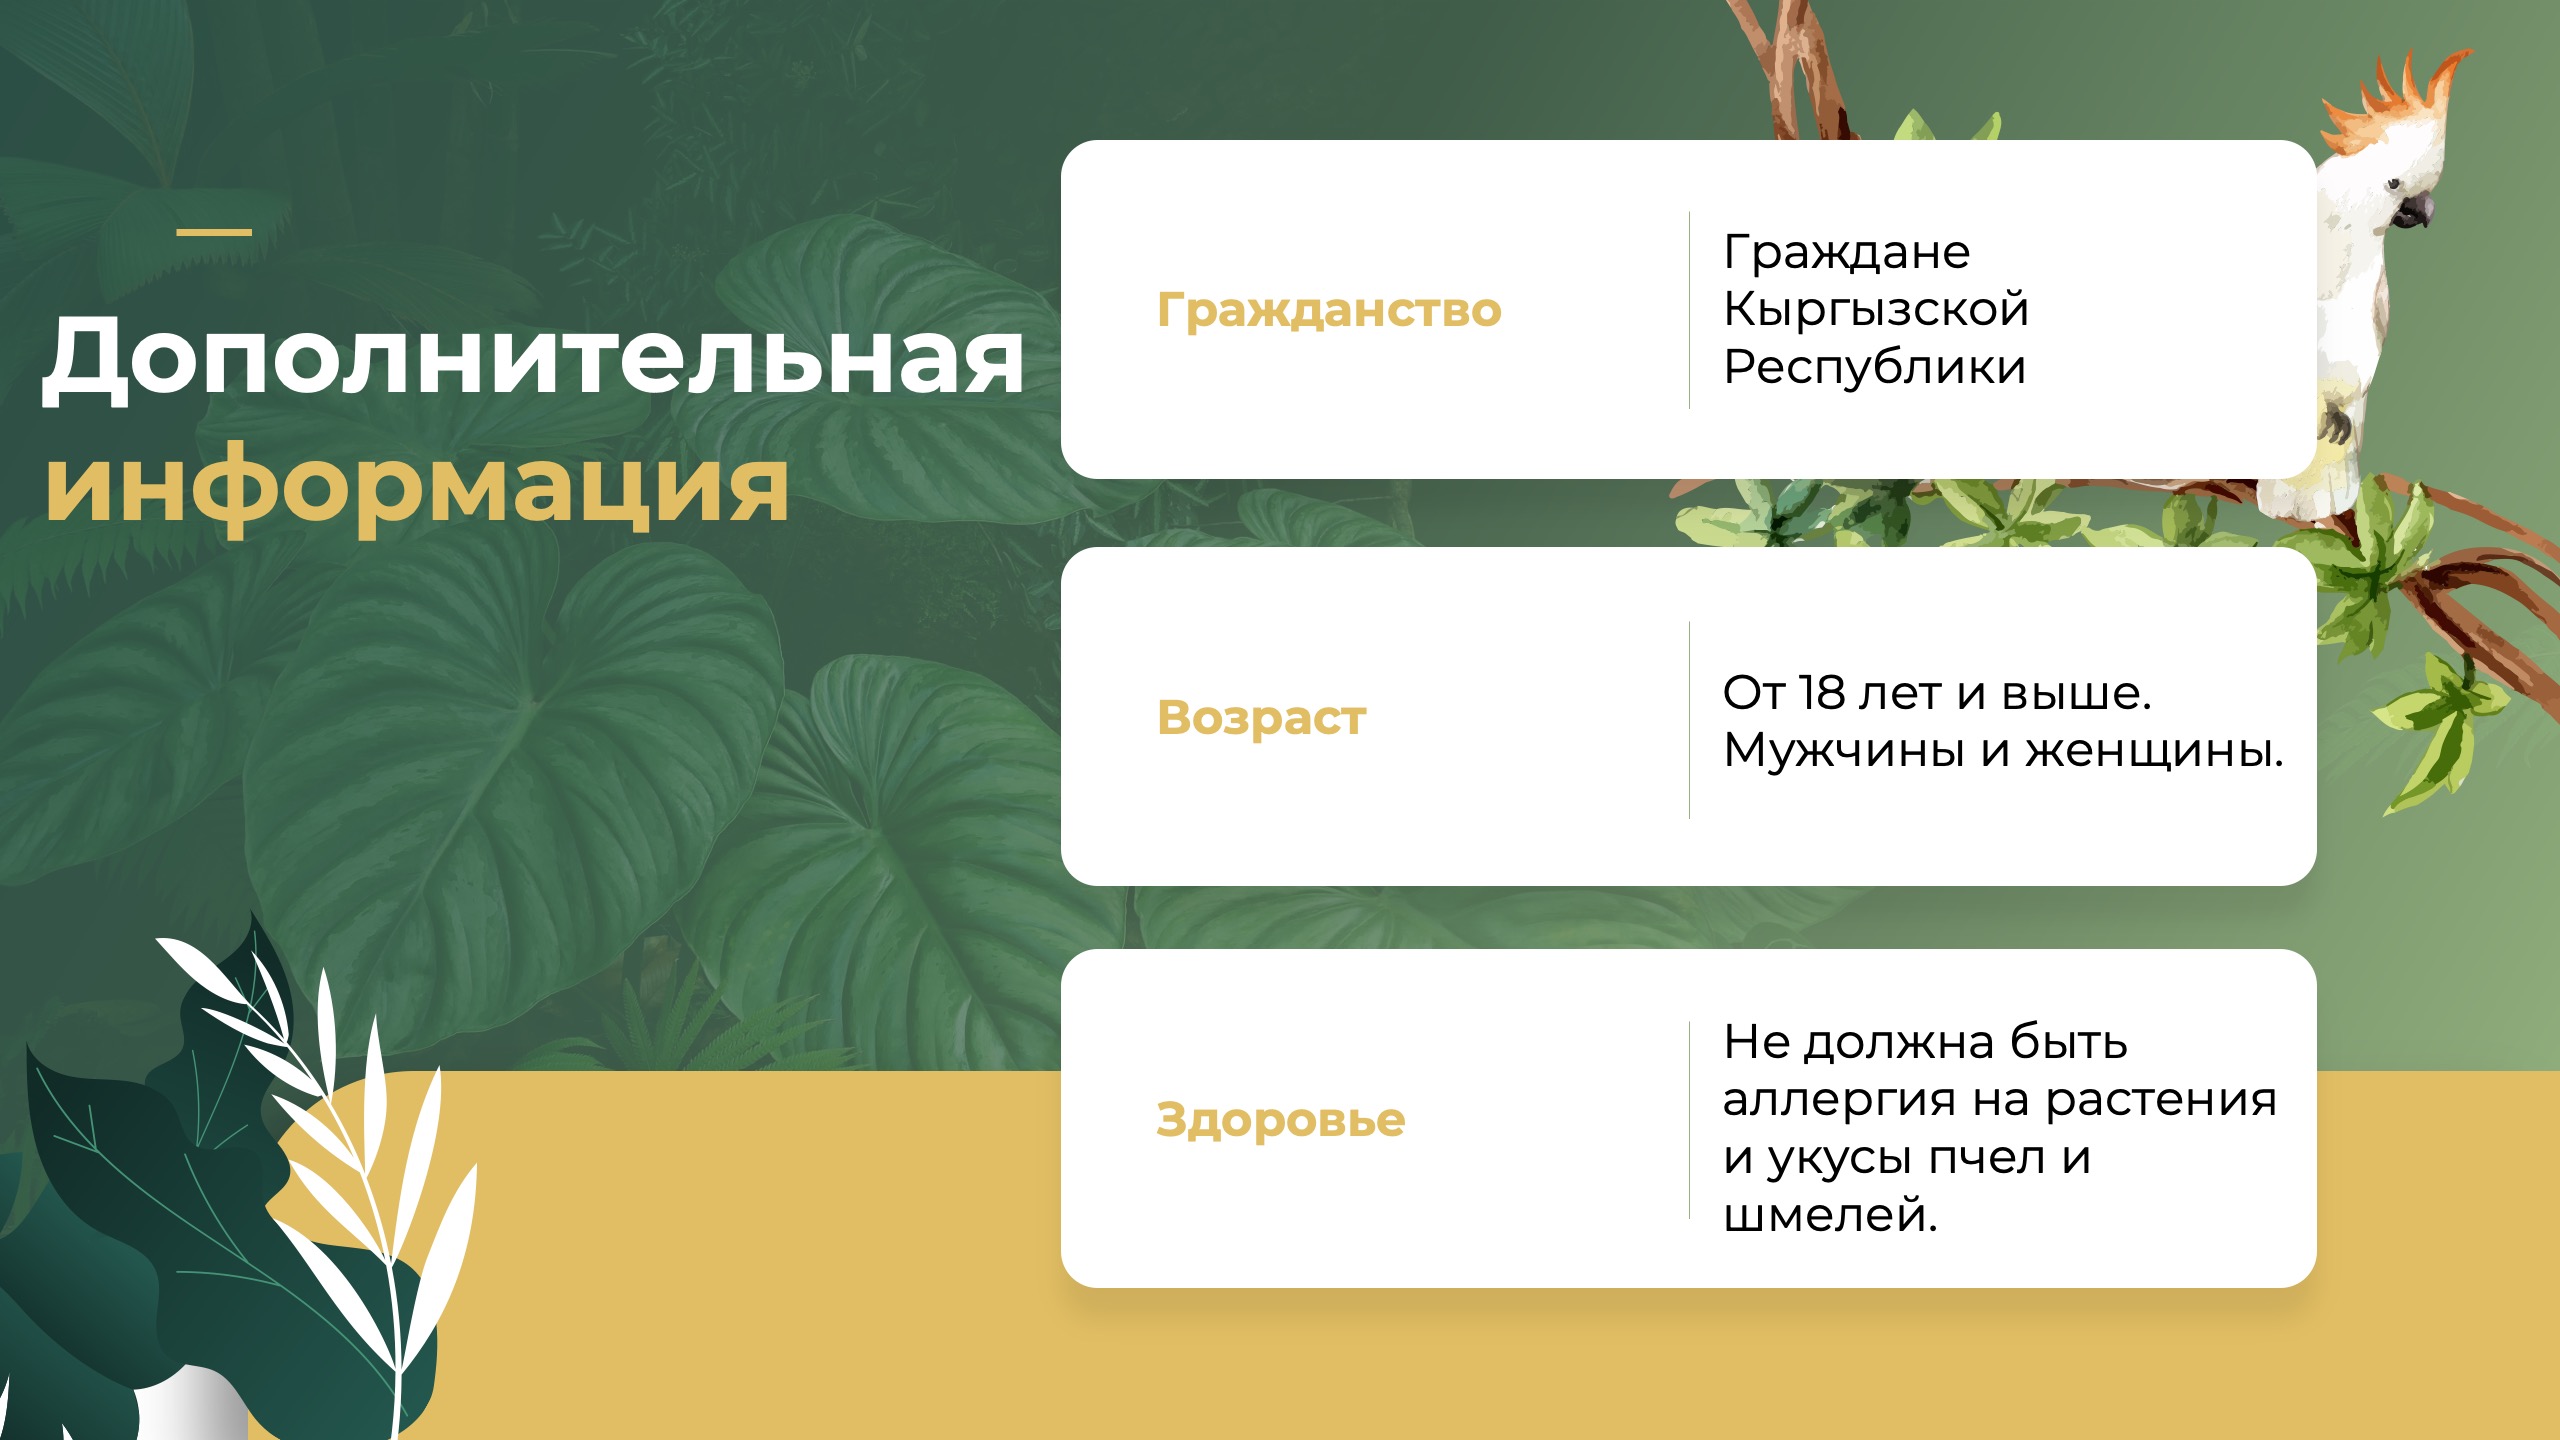 Дополнительная
информация
Гражданство
Граждане
Кыргызской
Республики
Возраст
От 18 лет и выше.
Мужчины и женщины.
Здоровье
Не должна быть
аллергия на растения
и укусы пчел и
шмелей.